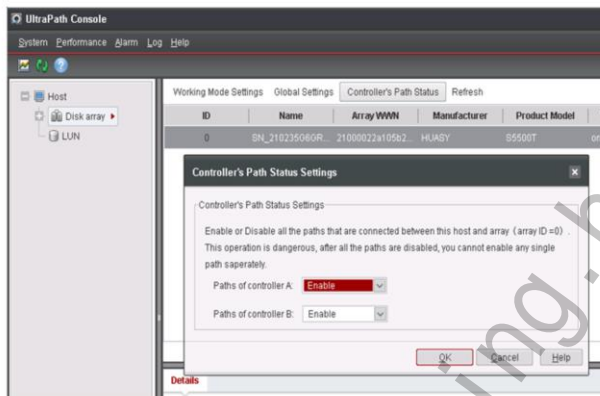 UltraPath Console
System Performance Alarm Log Help
Host
Disk array
LUN
Working Mode Settings Global Settings Controller's Path Status Refresh
ID Name Array WWN Manufacturer Product Model
0 SN_21023506GR... 21000022a105b2... HUASY S5500T
Controller's Path Status Settings
Controller's Path Status Settings
Enable or Disable all the paths that are connected between this host and array (array ID =0) .
This operation is dangerous, after all the paths are disabled, you cannot enable any single
path saperately.
Paths of controller A: Enable
Paths of controller B: Enable
OK Cancel Help
Details